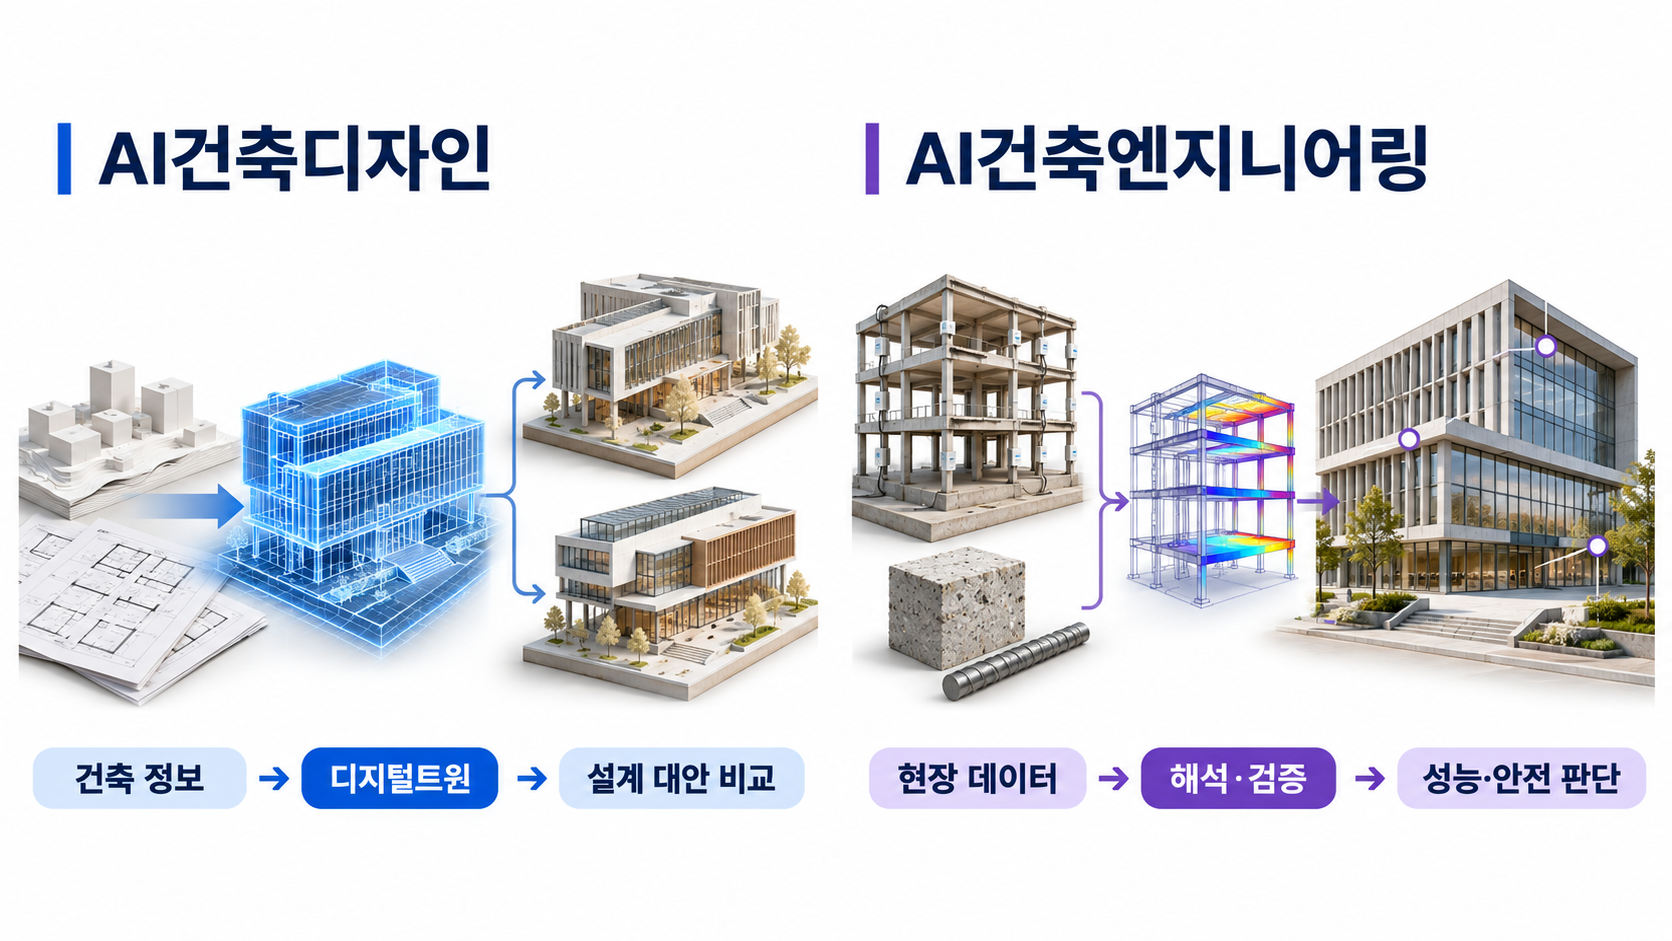 AI건축디자인
건축 정보 → 디지털트윈 → 설계 대안 비교
AI건축엔지니어링
현장 데이터 → 해석·검증 → 성능·안전 판단